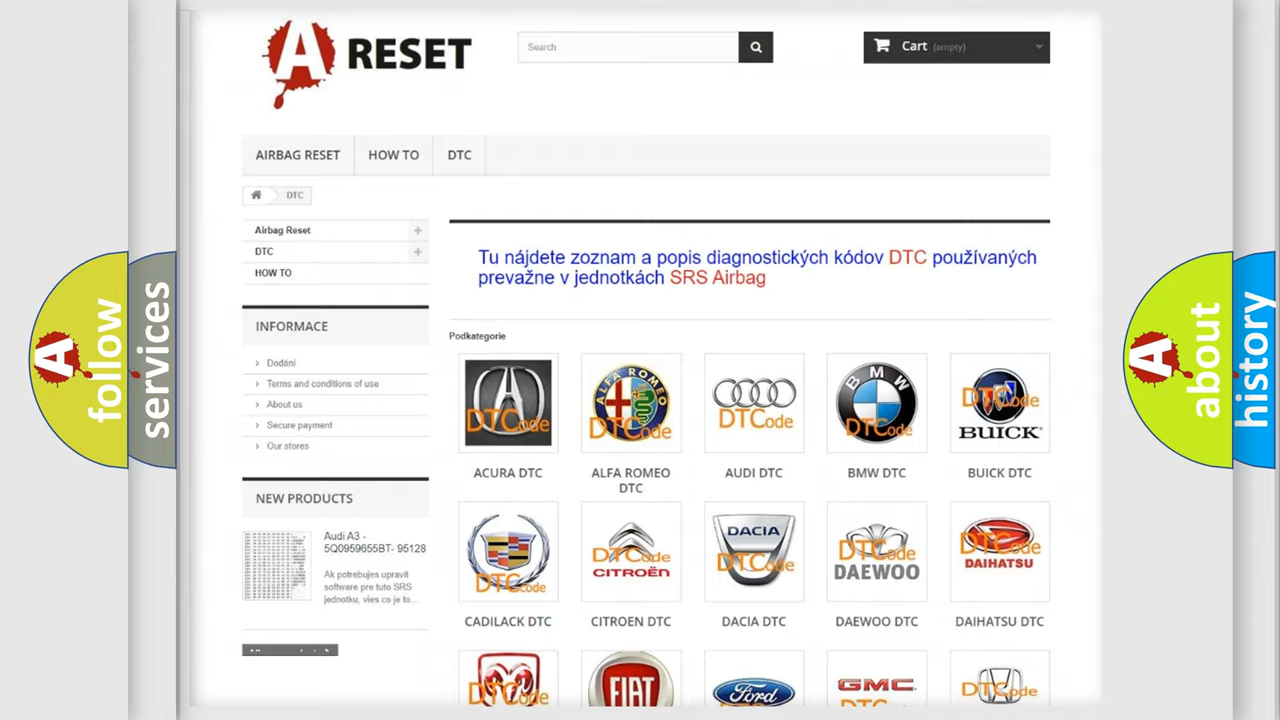 A RESET
Search
Cart (empty)
AIRBAG RESET
HOW TO
DTC
DTC
Airbag Reset
DTC
HOW TO
INFORMACE
Dodání
Terms and conditions of use
About us
Secure payment
Our stores
NEW PRODUCTS
Audi A3 -
5Q0959655BT- 95128
Ak potrebujes upravit
software pre tuto SRS
jednotku, vies co je to...
Tu nájdete zoznam a popis diagnostických kódov DTC používaných
prevažne v jednotkách SRS Airbag
Podkategorie
DTCode
ALFA ROMEO
DTCode
DTCode
BMW
DTCode
DTCode
BUICK
ACURA DTC
ALFA ROMEO
DTC
AUDI DTC
BMW DTC
BUICK DTC
DTCode
DTCode
CITROËN
DACIA
DTCode
DTCode
DAEWOO
DTCode
DAIHATSU
CADILACK DTC
CITROEN DTC
DACIA DTC
DAEWOO DTC
DAIHATSU DTC
DTCode
FIAT
Ford
GMC
DTCode
A follow
services
A about
history